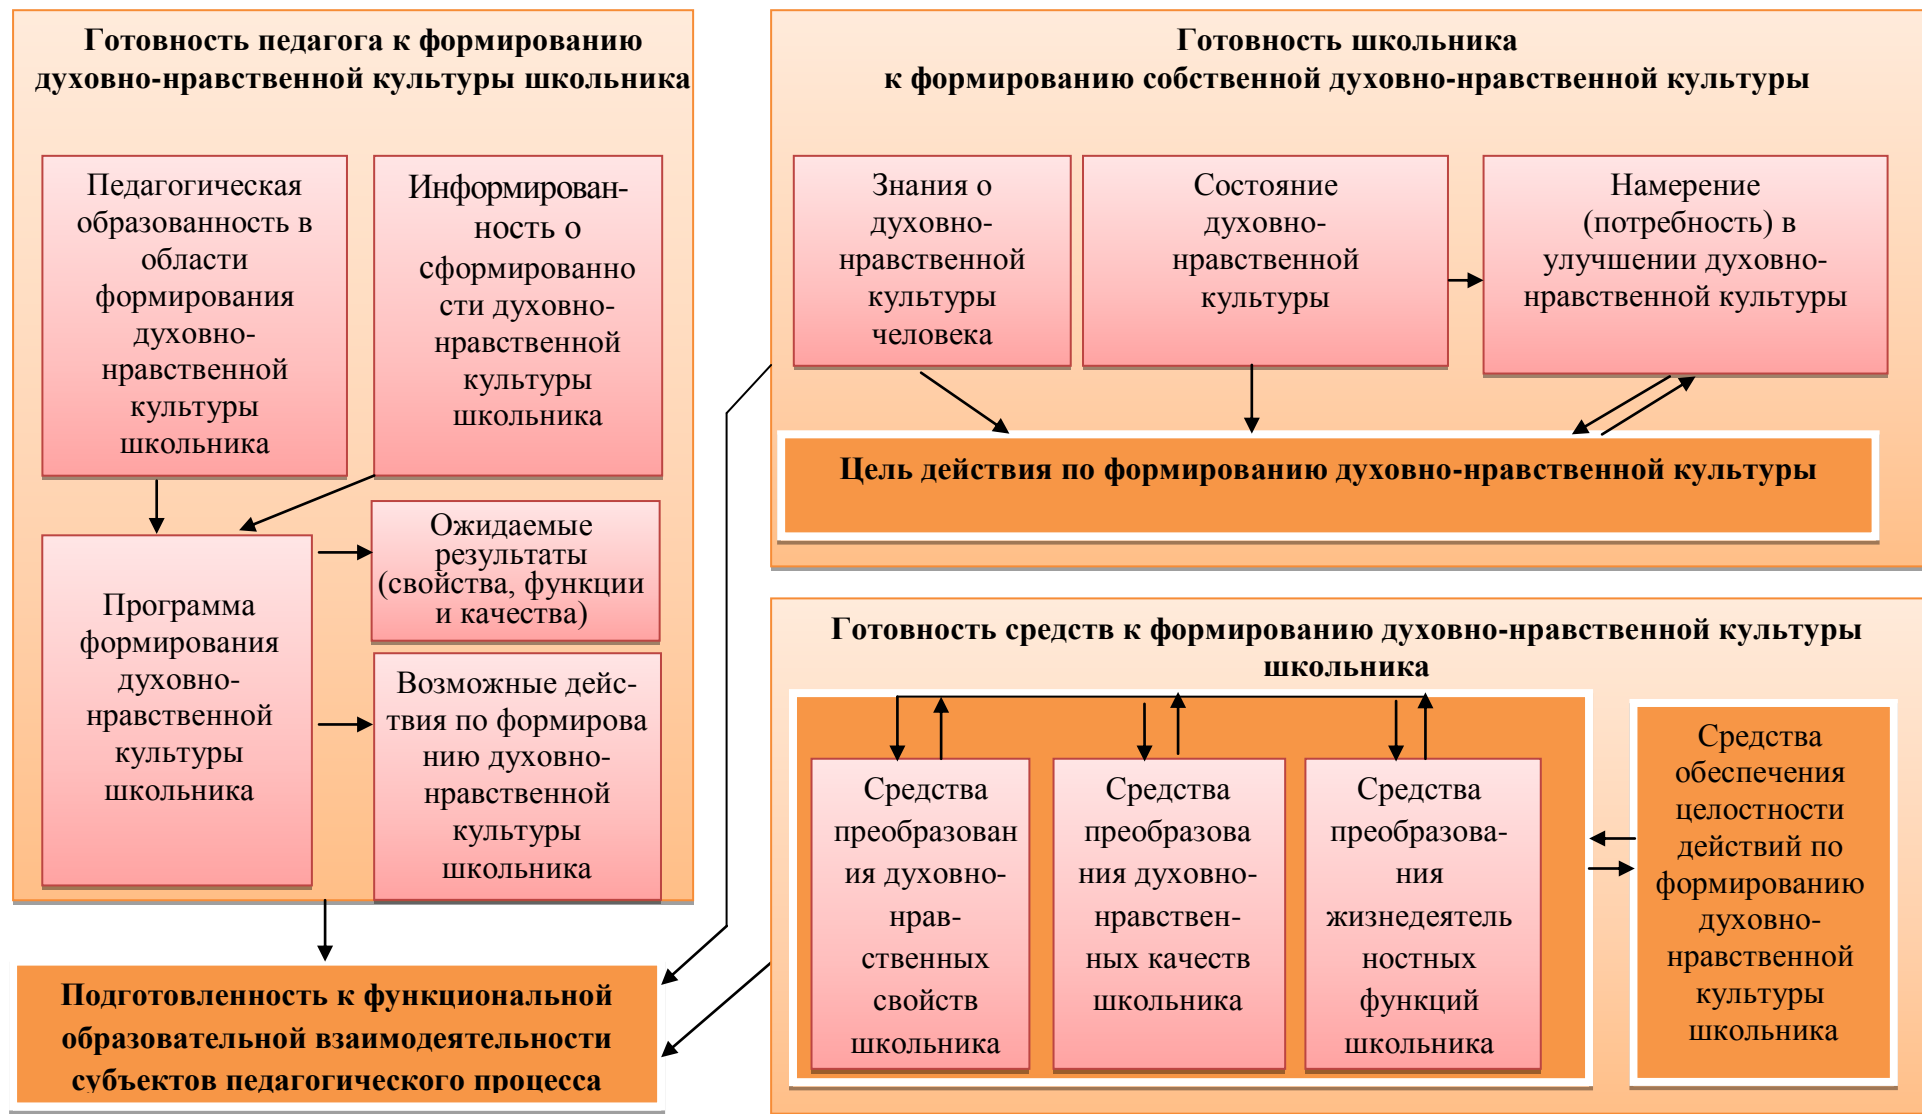 Готовность педагога к формированию
духовно-нравственной культуры школьника
Педагогическая
образованность в
области
формирования
духовно-
нравственной
культуры
школьника
Информирован-
ность о
сформированно
сти духовно-
нравственной
культуры
школьника
Программа
формирования
духовно-
нравственной
культуры
школьника
Ожидаемые
результаты
(свойства, функции
и качества)
Возможные дейс-
твия по формирова
нию духовно-
нравственной
культуры
школьника
Подготовленность к функциональной
образовательной взаимодеятельности
субъектов педагогического процесса
Готовность школьника
к формированию собственной духовно-нравственной культуры
Знания о
духовно-
нравственной
культуры
человека
Состояние
духовно-
нравственной
культуры
Намерение
(потребность) в
улучшении духовно-
нравственной культуры
Цель действия по формированию духовно-нравственной культуры
Готовность средств к формированию духовно-нравственной культуры
школьника
Средства
преобразован
ия духовно-
нрав-
ственных
свойств
школьника
Средства
преобразова
ния духовно-
нравствен-
ных качеств
школьника
Средства
преобразова-
ния
жизнедеятель
ностных
функций
школьника
Средства
обеспечения
целостности
действий по
формированию
духовно-
нравственной
культуры
школьника